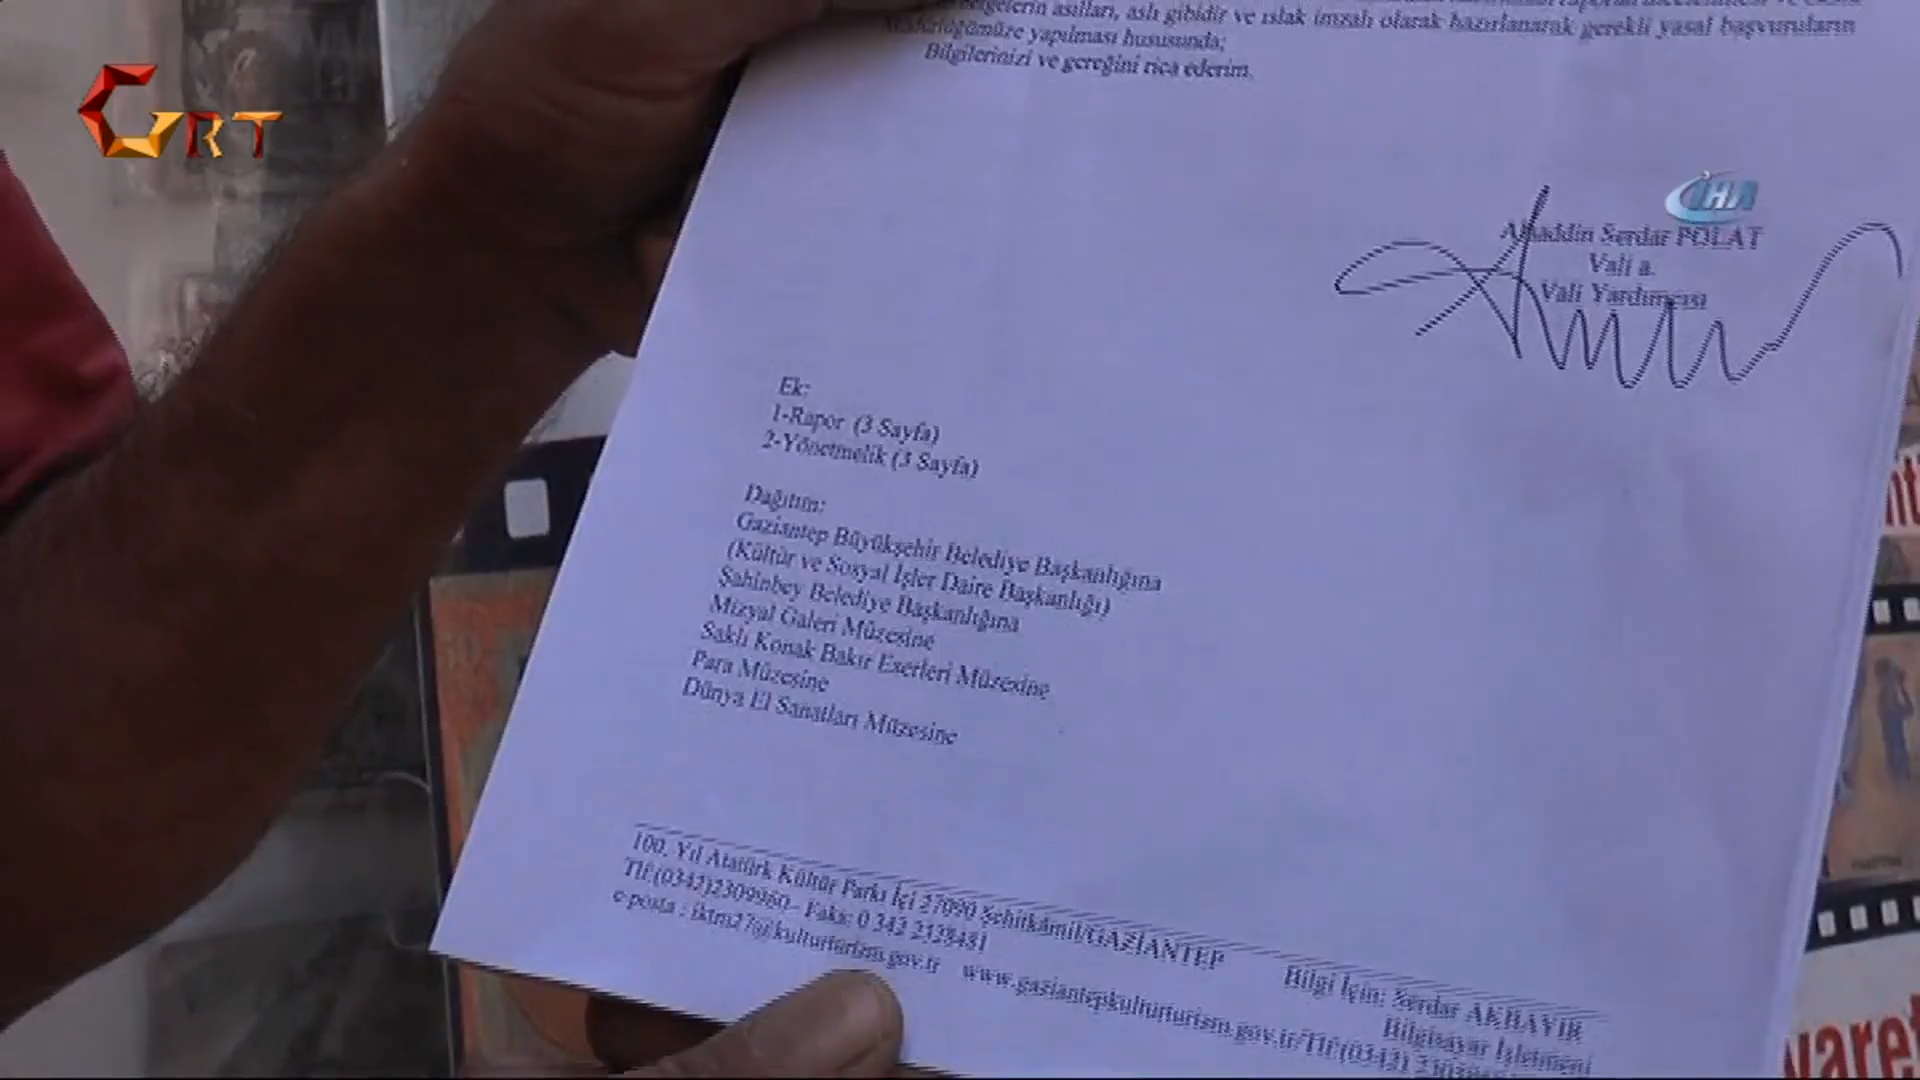 GRT
belgelerin asılları, aslı gibidir ve ıslak imzalı olarak hazırlanarak gerekli yasal başvuruların
Müdürlüğümüze yapılması hususunda;
Bilgilerinizi ve gereğini rica ederim.
İHA
Alaaddin Serdar POLAT
Vali a.
Vali Yardımcısı
Ek:
1-Rapor (3 Sayfa)
2-Yönetmelik (3 Sayfa)
Dağıtım:
Gaziantep Büyükşehir Belediye Başkanlığına
(Kültür ve Sosyal İşler Daire Başkanlığı)
Şahinbey Belediye Başkanlığına
Mizyal Galeri Müzesine
Saklı Konak Bakır Eserleri Müzesine
Para Müzesine
Dünya El Sanatları Müzesine
100. Yıl Atatürk Kültür Parkı İçi 27090 Şehitkâmil/GAZİANTEP
Bilgi İçin: Serdar AKBAYIR
Tlf:(0342)2309960- Faks: 0 342 2128481
Bilgisayar İşletmeni
e-posta : iktm27@kulturturizm.gov.tr www.gaziantepkulturturizm.gov.tr/Tlf:(0342)
50